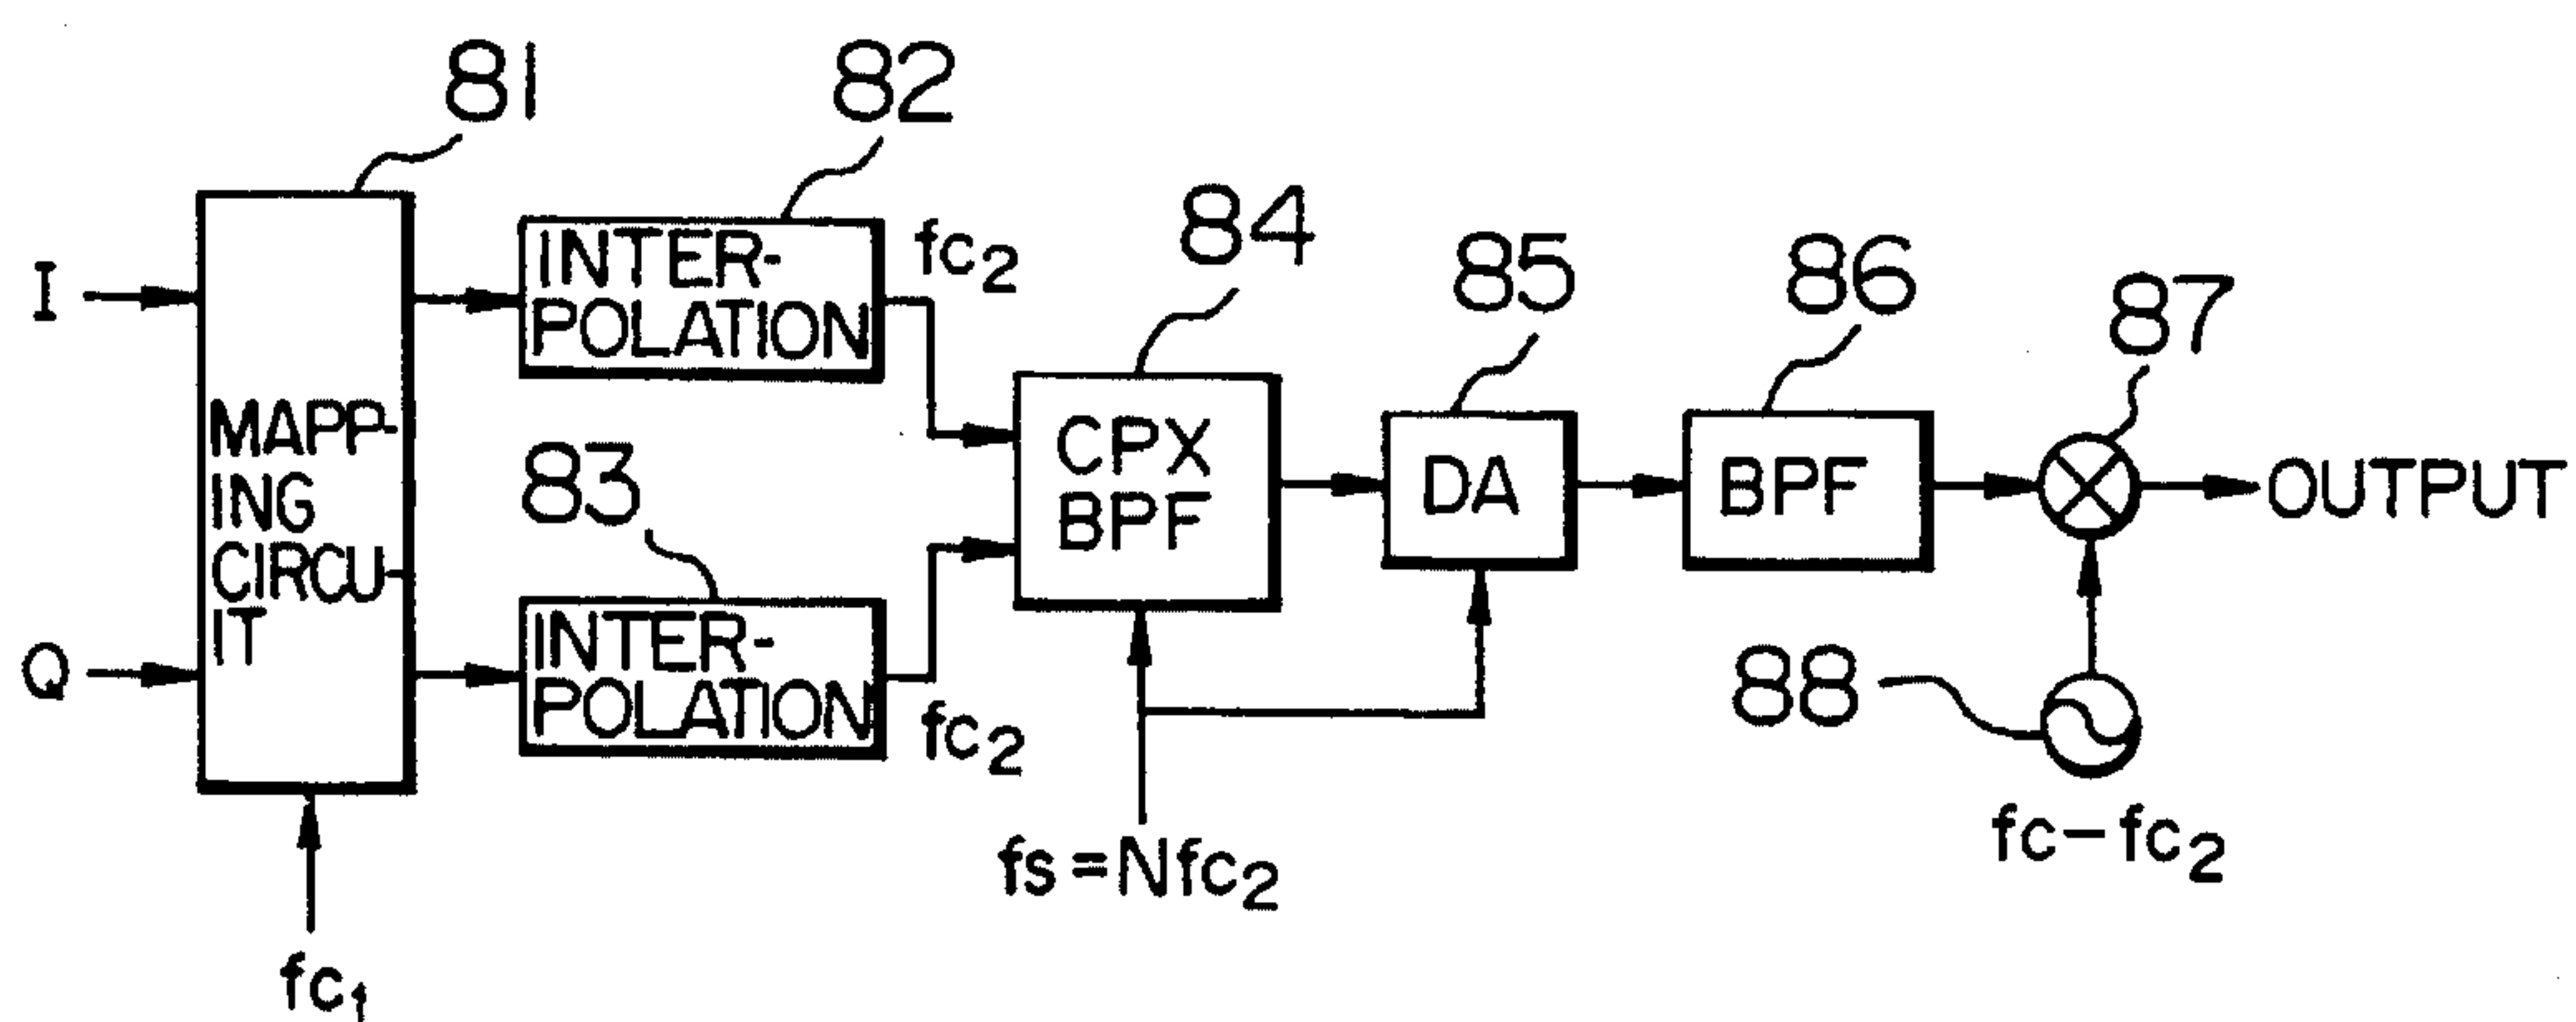 81
82
84
85
86
87
I
INTER-
POLATION
fc2
MAPP-
ING
CIRCU-
IT
CPX
BPF
DA
BPF
OUTPUT
83
Q
INTER-
POLATION
fc2
88
fs=Nfc2
fc-fc2
fc1